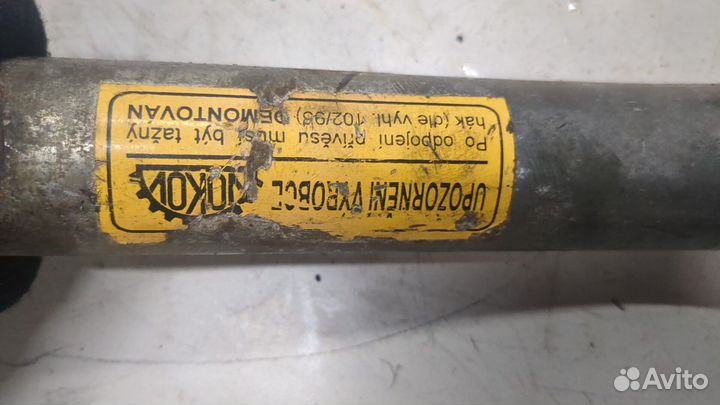 UPOZORNĚNÍ VÝROBCE
Po odpojení přívěsu musí být tažný
hák (dle vyhl. 102/95) DEMONTOVÁN
Avito